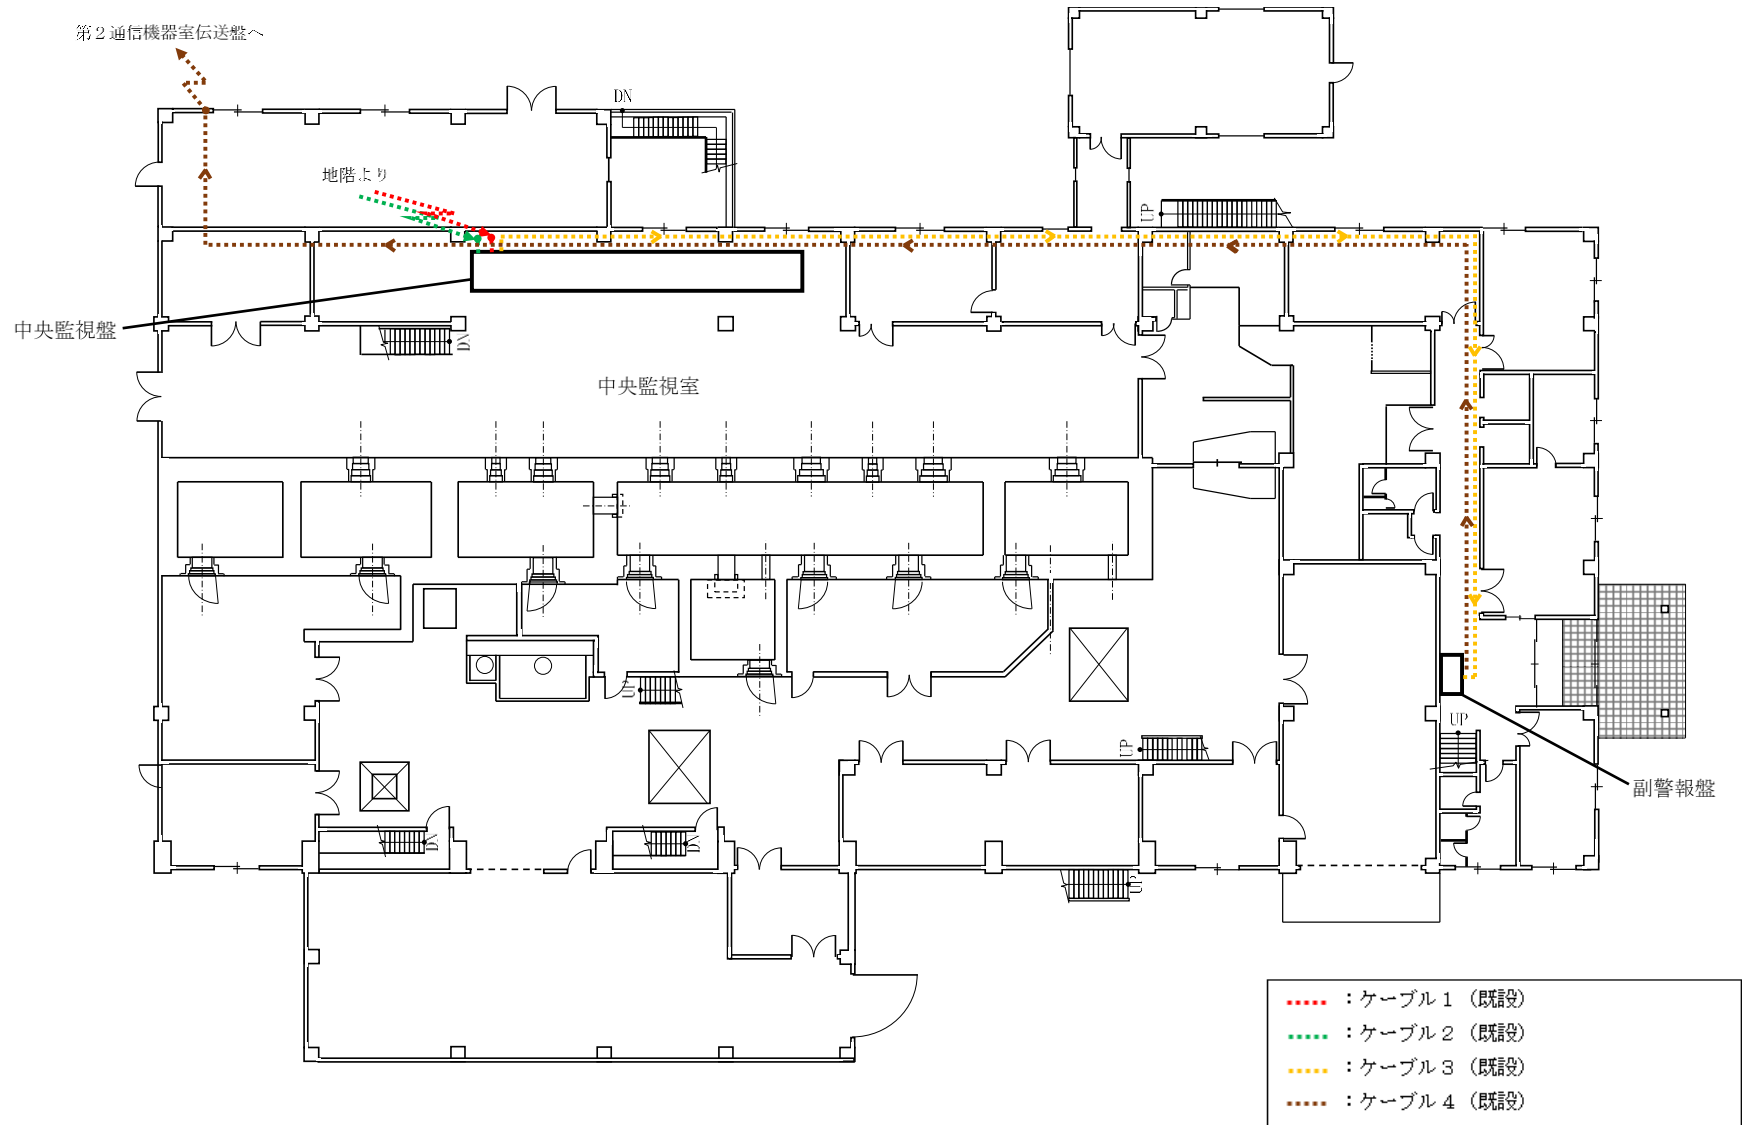 第２通信機器室伝送盤へ
DN
地階より
UP
中央監視盤
DN
中央監視室
UP
UP
UP
副警報盤
DN
DN
UP
：ケーブル１（既設）
：ケーブル２（既設）
：ケーブル３（既設）
：ケーブル４（既設）